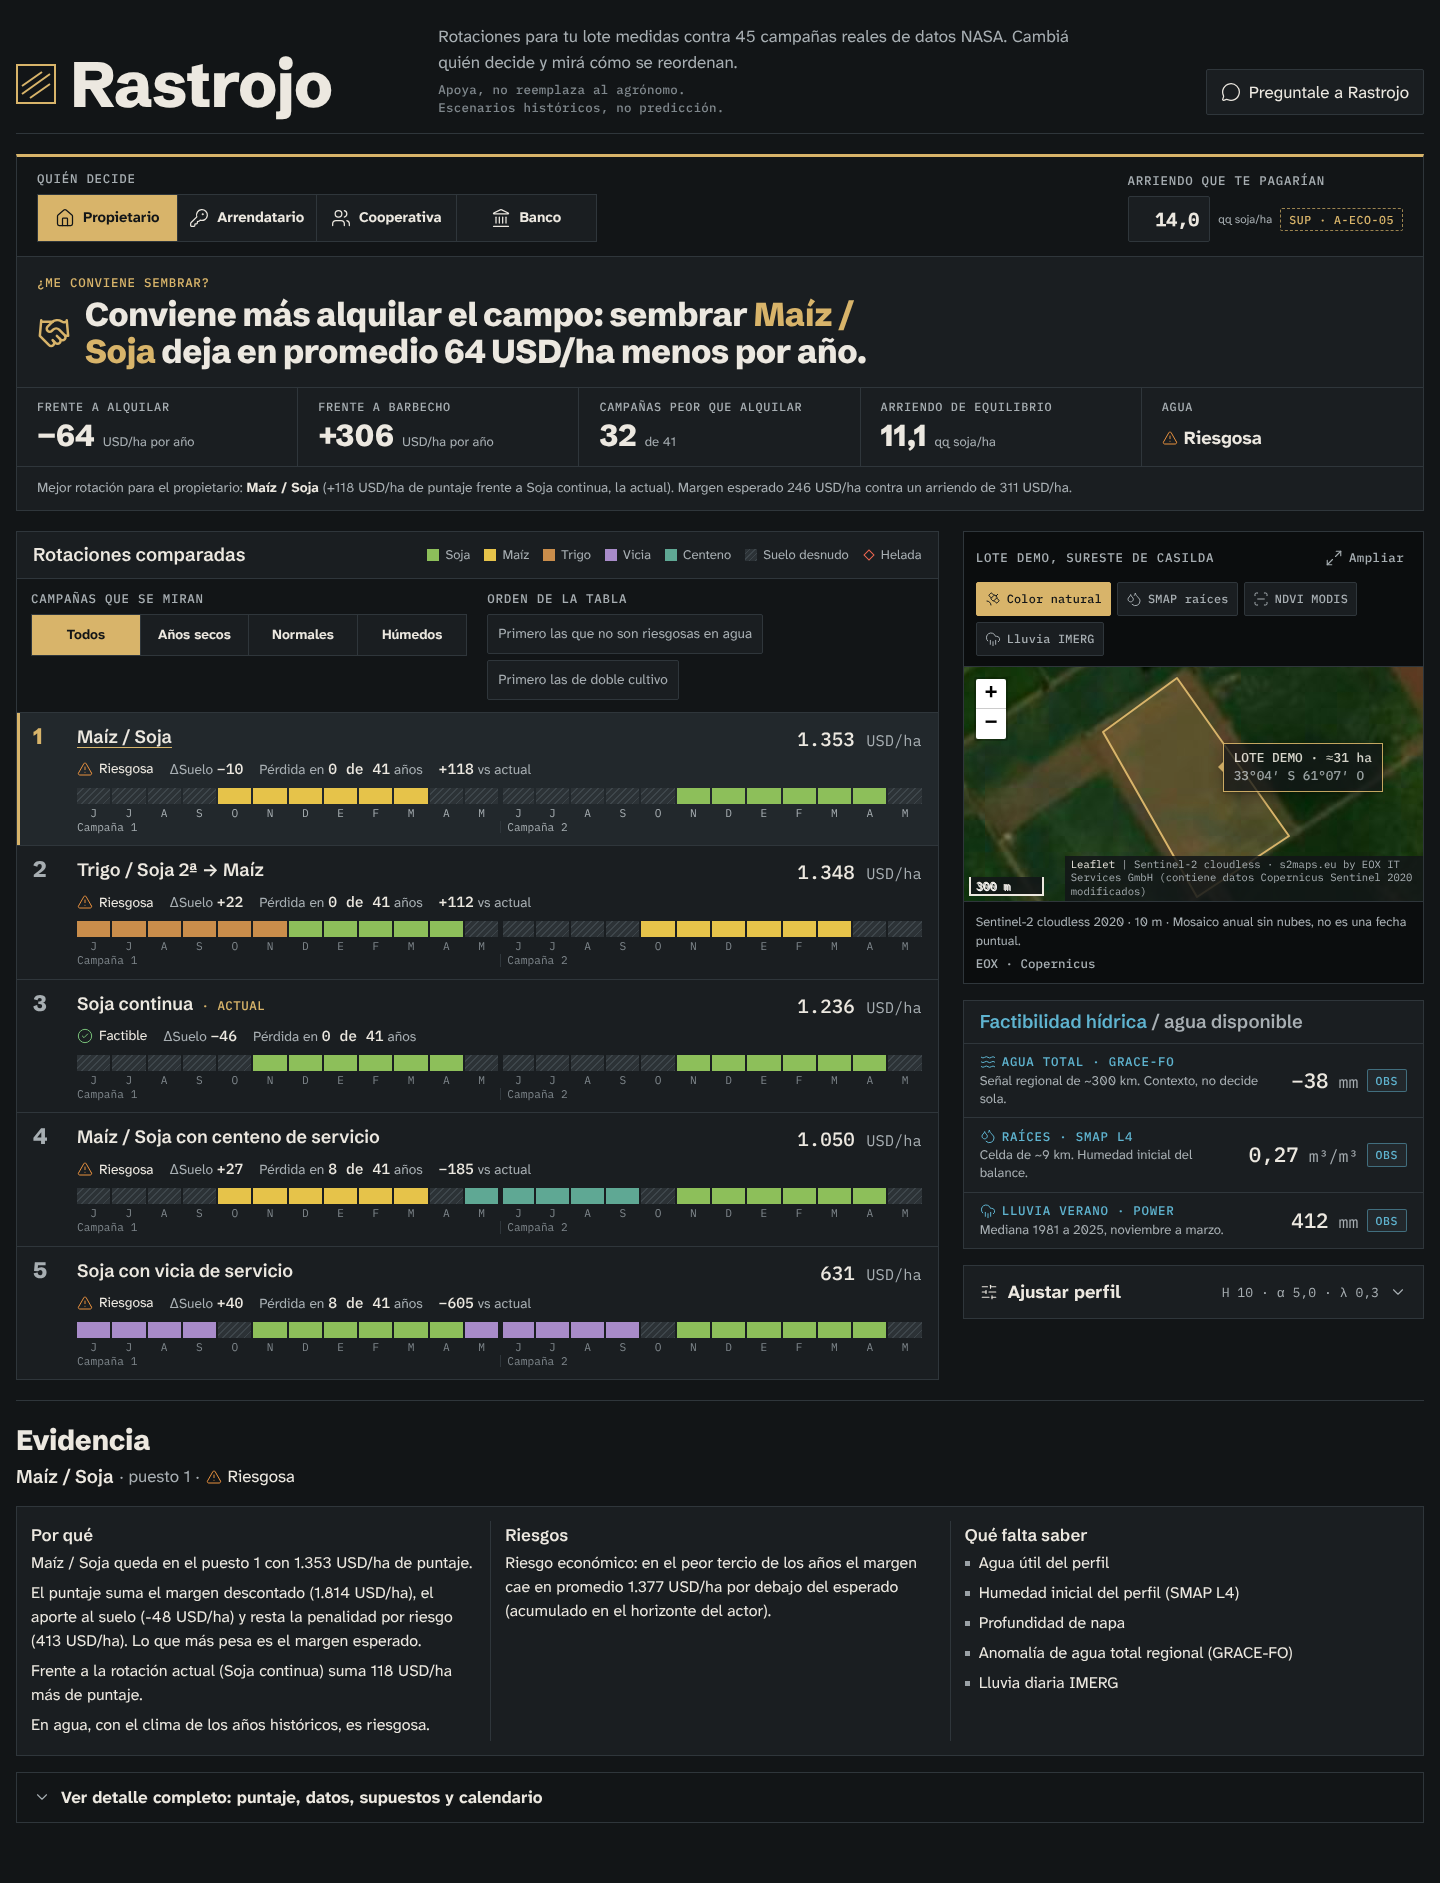 Rastrojo
Rotaciones para tu lote medidas contra 45 campañas reales de datos NASA. Cambiá
quién decide y mirá cómo se reordenan.
Apoya, no reemplaza al agrónomo.
Escenarios históricos, no predicción.
Preguntale a Rastrojo
QUIÉN DECIDE
Propietario
Arrendatario
Cooperativa
Banco
ARRIENDO QUE TE PAGARÍAN
14,0 qq soja/ha SUP · A-ECO-05
¿ME CONVIENE SEMBRAR?
Conviene más alquilar el campo: sembrar Maíz /
Soja deja en promedio 64 USD/ha menos por año.
FRENTE A ALQUILAR
−64 USD/ha por año
FRENTE A BARBECHO
+306 USD/ha por año
CAMPAÑAS PEOR QUE ALQUILAR
32 de 41
ARRIENDO DE EQUILIBRIO
11,1 qq soja/ha
AGUA
Riesgosa
Mejor rotación para el propietario: Maíz / Soja (+118 USD/ha de puntaje frente a Soja continua, la actual). Margen esperado 246 USD/ha contra un arriendo de 311 USD/ha.
Rotaciones comparadas
Soja Maíz Trigo Vicia Centeno Suelo desnudo Helada
CAMPAÑAS QUE SE MIRAN
Todos Años secos Normales Húmedos
ORDEN DE LA TABLA
Primero las que no son riesgosas en agua
Primero las de doble cultivo
1 Maíz / Soja 1.353 USD/ha
Riesgosa ΔSuelo −10 Pérdida en 0 de 41 años +118 vs actual
J J A S O N D E F M A M J J A S O N D E F M A M
Campaña 1 Campaña 2
2 Trigo / Soja 2ª → Maíz 1.348 USD/ha
Riesgosa ΔSuelo +22 Pérdida en 0 de 41 años +112 vs actual
J J A S O N D E F M A M J J A S O N D E F M A M
Campaña 1 Campaña 2
3 Soja continua · ACTUAL 1.236 USD/ha
Factible ΔSuelo −46 Pérdida en 0 de 41 años
J J A S O N D E F M A M J J A S O N D E F M A M
Campaña 1 Campaña 2
4 Maíz / Soja con centeno de servicio 1.050 USD/ha
Riesgosa ΔSuelo +27 Pérdida en 8 de 41 años −185 vs actual
J J A S O N D E F M A M J J A S O N D E F M A M
Campaña 1 Campaña 2
5 Soja con vicia de servicio 631 USD/ha
Riesgosa ΔSuelo +40 Pérdida en 8 de 41 años −605 vs actual
J J A S O N D E F M A M J J A S O N D E F M A M
Campaña 1 Campaña 2
LOTE DEMO, SURESTE DE CASILDA
Ampliar
Color natural SMAP raíces NDVI MODIS
Lluvia IMERG
+
−
LOTE DEMO · ≈31 ha
33°04′ S 61°07′ O
300 m
Leaflet | Sentinel-2 cloudless · s2maps.eu by EOX IT
Services GmbH (contiene datos Copernicus Sentinel 2020
modificados)
Sentinel-2 cloudless 2020 · 10 m · Mosaico anual sin nubes, no es una fecha
puntual.
EOX · Copernicus
Factibilidad hídrica / agua disponible
AGUA TOTAL · GRACE-FO
Señal regional de ~300 km. Contexto, no decide
sola.
−38 mm OBS
RAÍCES · SMAP L4
Celda de ~9 km. Humedad inicial del
balance.
0,27 m³/m³ OBS
LLUVIA VERANO · POWER
Mediana 1981 a 2025, noviembre a marzo.
412 mm OBS
Ajustar perfil H 10 · α 5,0 · λ 0,3
Evidencia
Maíz / Soja · puesto 1 · Riesgosa
Por qué
Maíz / Soja queda en el puesto 1 con 1.353 USD/ha de puntaje.
El puntaje suma el margen descontado (1.814 USD/ha), el
aporte al suelo (-48 USD/ha) y resta la penalidad por riesgo
(413 USD/ha). Lo que más pesa es el margen esperado.
Frente a la rotación actual (Soja continua) suma 118 USD/ha
más de puntaje.
En agua, con el clima de los años históricos, es riesgosa.
Riesgos
Riesgo económico: en el peor tercio de los años el margen
cae en promedio 1.377 USD/ha por debajo del esperado
(acumulado en el horizonte del actor).
Qué falta saber
Agua útil del perfil
Humedad inicial del perfil (SMAP L4)
Profundidad de napa
Anomalía de agua total regional (GRACE-FO)
Lluvia diaria IMERG
Ver detalle completo: puntaje, datos, supuestos y calendario